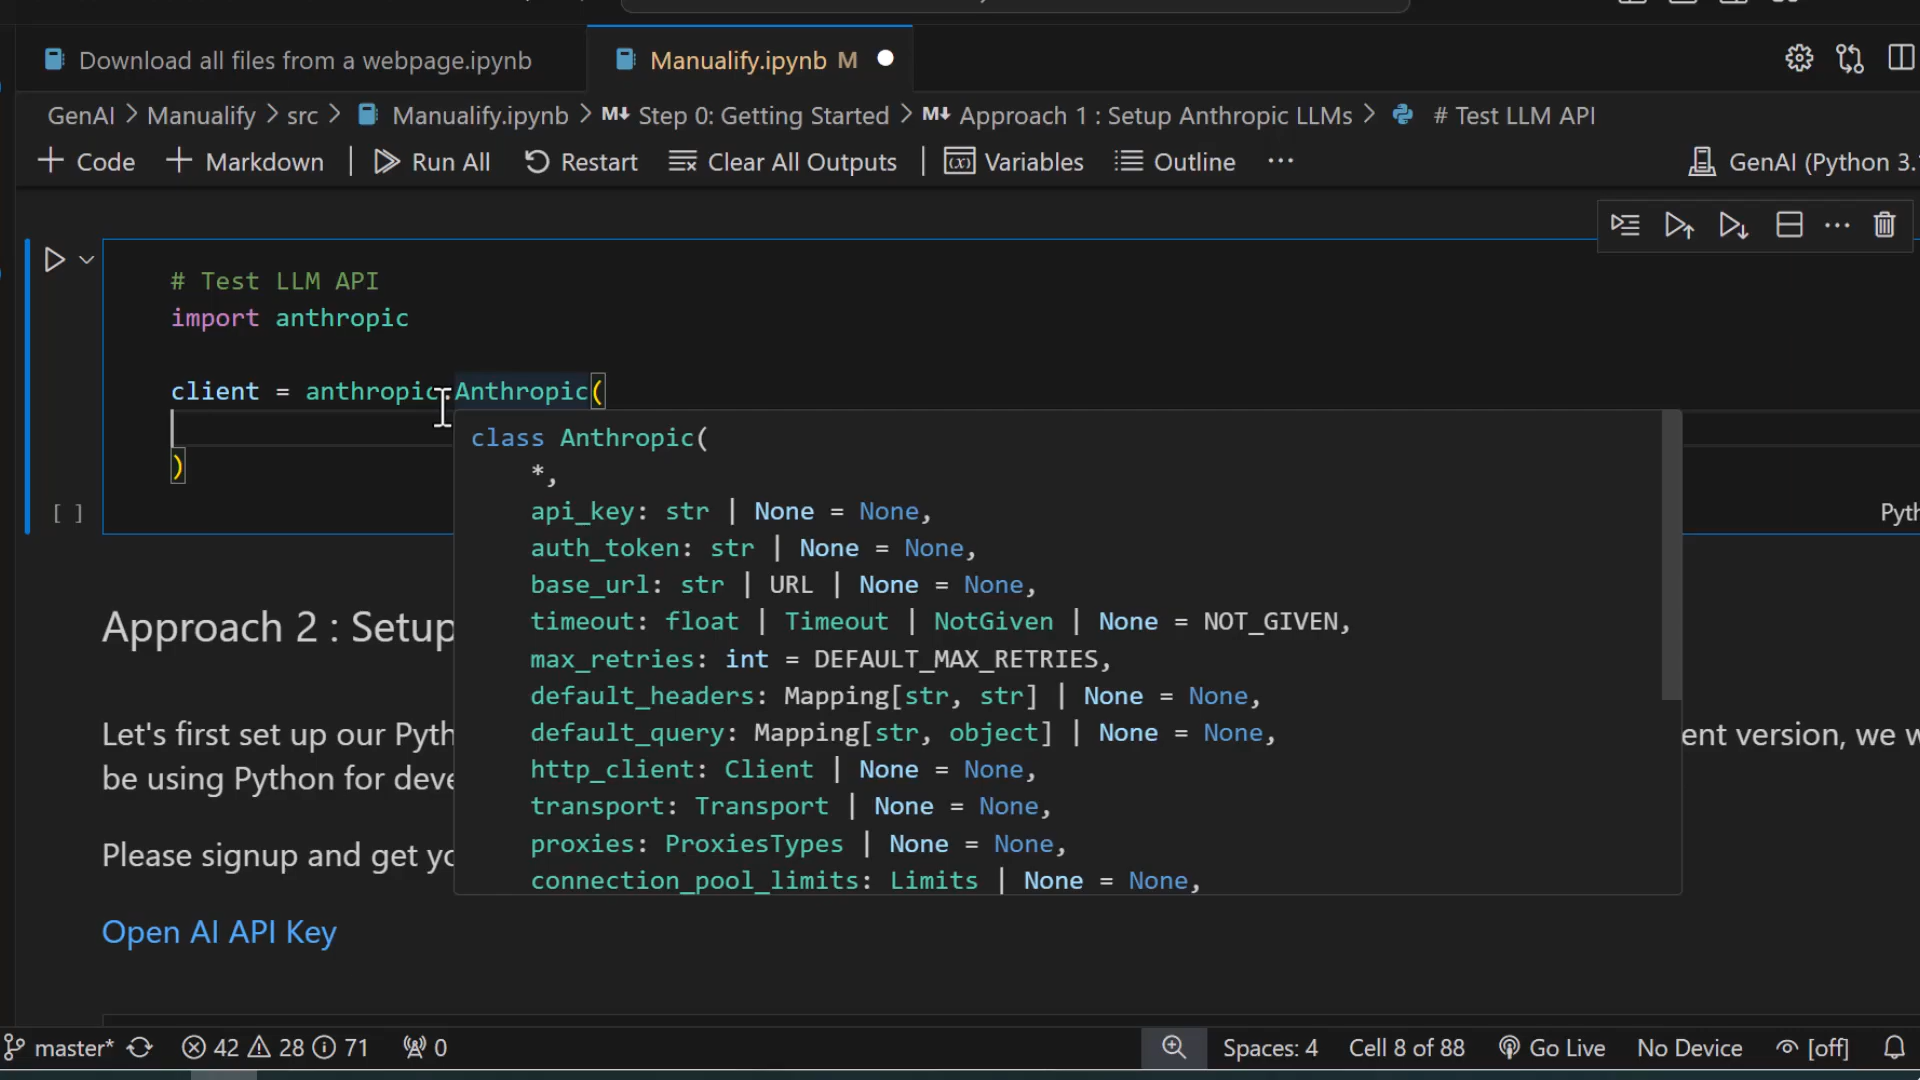 Download all files from a webpage.ipynb
Manualify.ipynb M
GenAI > Manualify > src > Manualify.ipynb > M↓ Step 0: Getting Started > M↓ Approach 1 : Setup Anthropic LLMs > # Test LLM API
+ Code + Markdown | Run All Restart Clear All Outputs | Variables Outline ··· GenAI (Python 3.
# Test LLM API
import anthropic
client = anthropic.Anthropic(
)
[ ]
class Anthropic(
*,
api_key: str | None = None,
auth_token: str | None = None,
base_url: str | URL | None = None,
timeout: float | Timeout | NotGiven | None = NOT_GIVEN,
max_retries: int = DEFAULT_MAX_RETRIES,
default_headers: Mapping[str, str] | None = None,
default_query: Mapping[str, object] | None = None,
http_client: Client | None = None,
transport: Transport | None = None,
proxies: ProxiesTypes | None = None,
connection_pool_limits: Limits | None = None,
Pyth
Approach 2 : Setup
Let's first set up our Pyth ent version, we w
be using Python for deve
Please signup and get yo
Open AI API Key
master* 42 28 71 0 Spaces: 4 Cell 8 of 88 Go Live No Device [off]